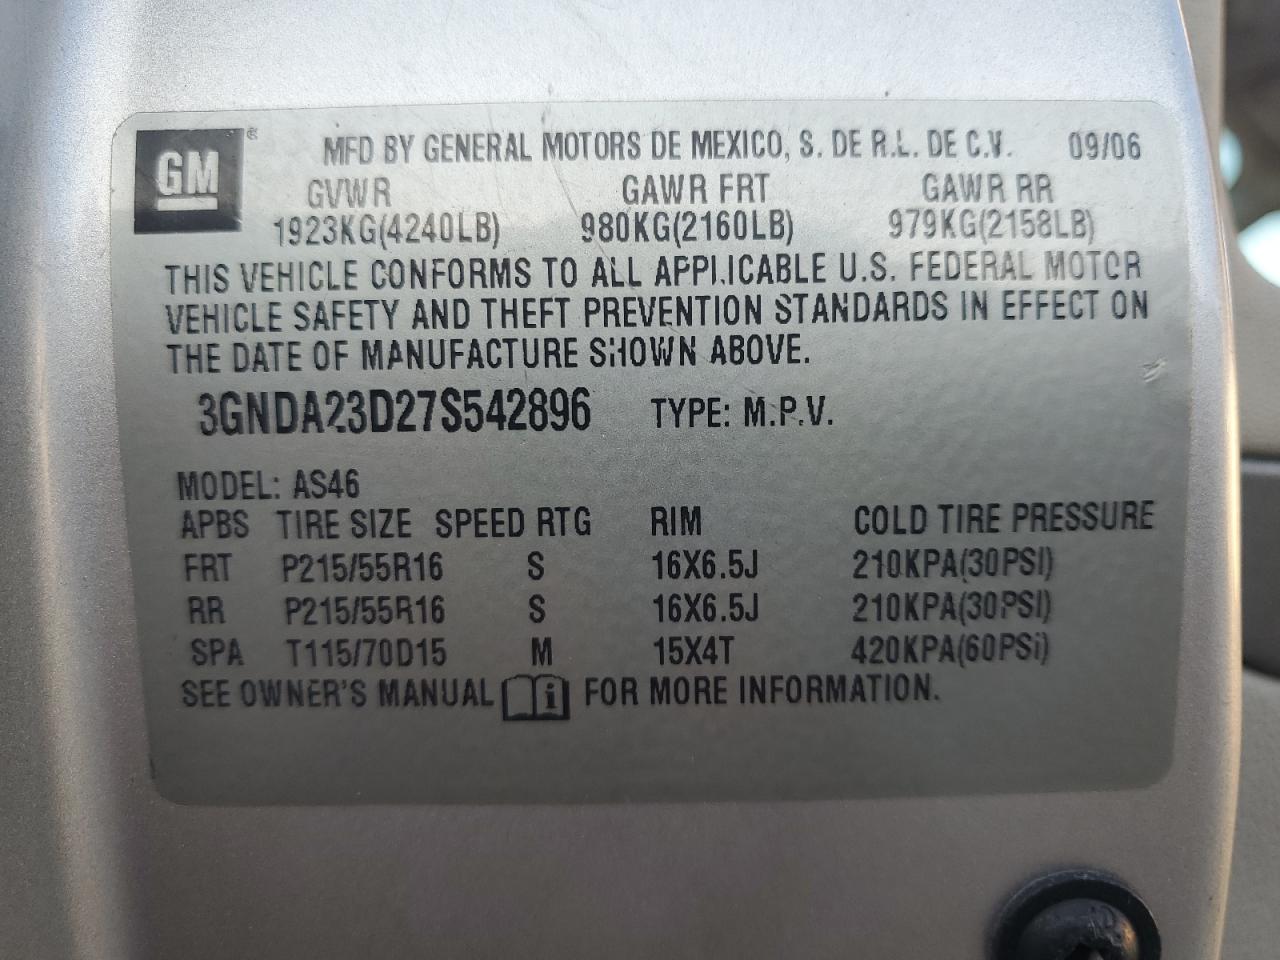 GM ® MFD BY GENERAL MOTORS DE MEXICO, S. DE R.L. DE C.V. 09/06
GVWR GAWR FRT GAWR RR
1923KG(4240LB) 980KG(2160LB) 979KG(2158LB)
THIS VEHICLE CONFORMS TO ALL APPLICABLE U.S. FEDERAL MOTOR
VEHICLE SAFETY AND THEFT PREVENTION STANDARDS IN EFFECT ON
THE DATE OF MANUFACTURE SHOWN ABOVE.
3GNDA23D27S542896 TYPE: M.P.V.
MODEL: AS46
APBS TIRE SIZE SPEED RTG RIM COLD TIRE PRESSURE
FRT P215/55R16 S 16X6.5J 210KPA(30PSI)
RR P215/55R16 S 16X6.5J 210KPA(30PSI)
SPA T115/70D15 M 15X4T 420KPA(60PSI)
SEE OWNER'S MANUAL i FOR MORE INFORMATION.